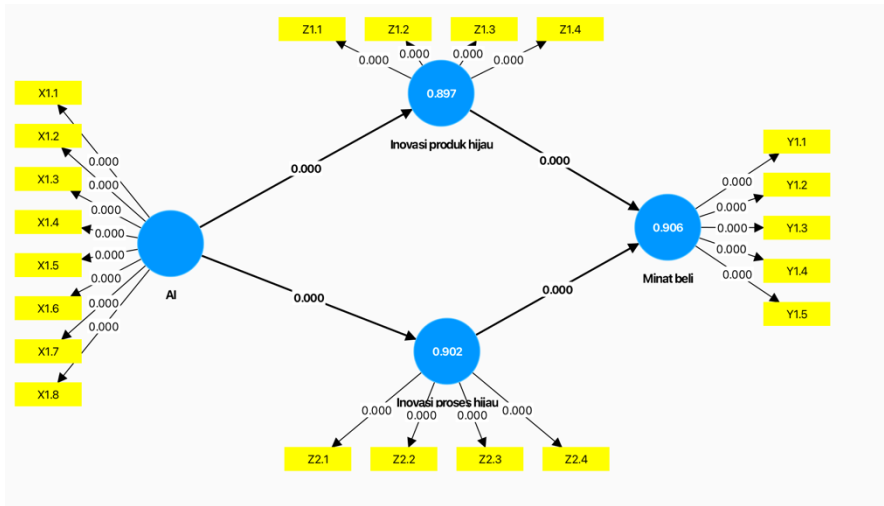 Z1.1 Z1.2 Z1.3 Z1.4
0.000 0.000 0.000 0.000
0.897
Inovasi produk hijau
X1.1
X1.2
X1.3
X1.4
X1.5
X1.6
X1.7
X1.8
0.000
0.000
0.000
0.000
0.000
0.000
0.000
0.000
AI
0.000
0.000
0.000
0.000
0.906
Minat beli
0.000
0.000
0.000
0.000
0.000
Y1.1
Y1.2
Y1.3
Y1.4
Y1.5
0.902
Inovasi proses hijau
0.000 0.000 0.000 0.000
Z2.1 Z2.2 Z2.3 Z2.4